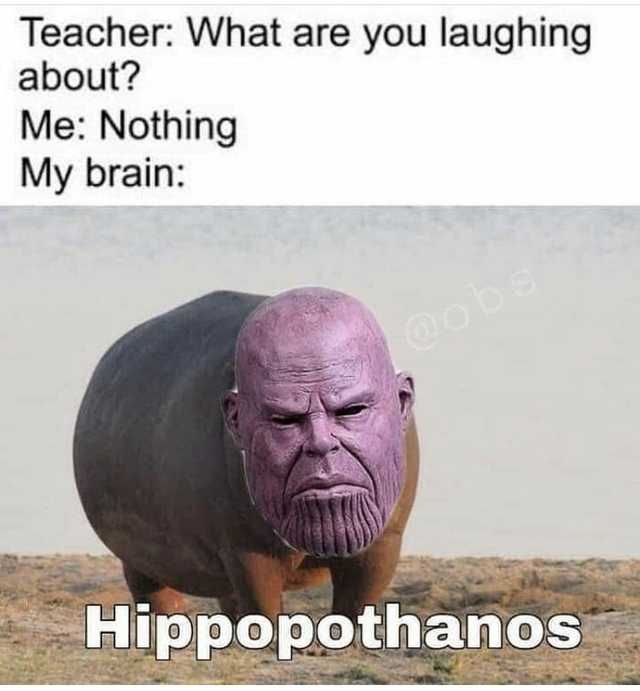 Teacher: What are you laughing
about?
Me: Nothing
My brain:
@obs
Hippopothanos